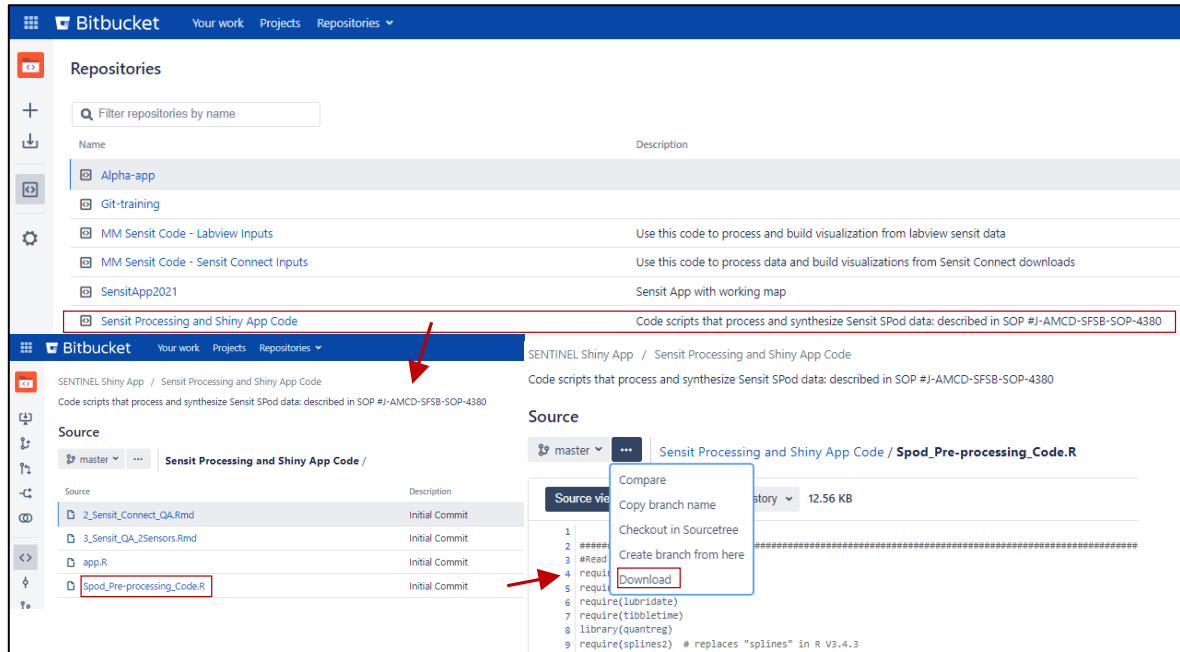 Bitbucket Your work Projects Repositories
Repositories
Filter repositories by name
Name Description
Alpha-app
Git-training
MM Sensit Code - Labview Inputs Use this code to process and build visualization from labview sensit data
MM Sensit Code - Sensit Connect Inputs Use this code to process data and build visualizations from Sensit Connect downloads
SensitApp2021 Sensit App with working map
Sensit Processing and Shiny App Code Code scripts that process and synthesize Sensit SPod data: described in SOP #J-AMCD-SFSB-SOP-4380
Bitbucket Your work Projects Repositories
SENTINEL Shiny App / Sensit Processing and Shiny App Code
Code scripts that process and synthesize Sensit SPod data: described in SOP #J-AMCD-SFSB-SOP-4380
Source
master ... Sensit Processing and Shiny App Code /
Source Description
2_Sensit_Connect_QA.Rmd Initial Commit
3_Sensit_QA_2Sensors.Rmd Initial Commit
app.R Initial Commit
Spod_Pre-processing_Code.R Initial Commit
SENTINEL Shiny App / Sensit Processing and Shiny App Code
Code scripts that process and synthesize Sensit SPod data: described in SOP #J-AMCD-SFSB-SOP-4380
Source
master ... Sensit Processing and Shiny App Code / Spod_Pre-processing_Code.R
Compare
Copy branch name
Checkout in Sourcetree
Create branch from here
Download
Source vie story 12.56 KB
1
2 ##########################################################
3 #Read
4 requir
5 requi
6 require(lubridate)
7 require(tibbletime)
8 library(quantreg)
9 require(splines2) # replaces "splines" in R V3.4.3